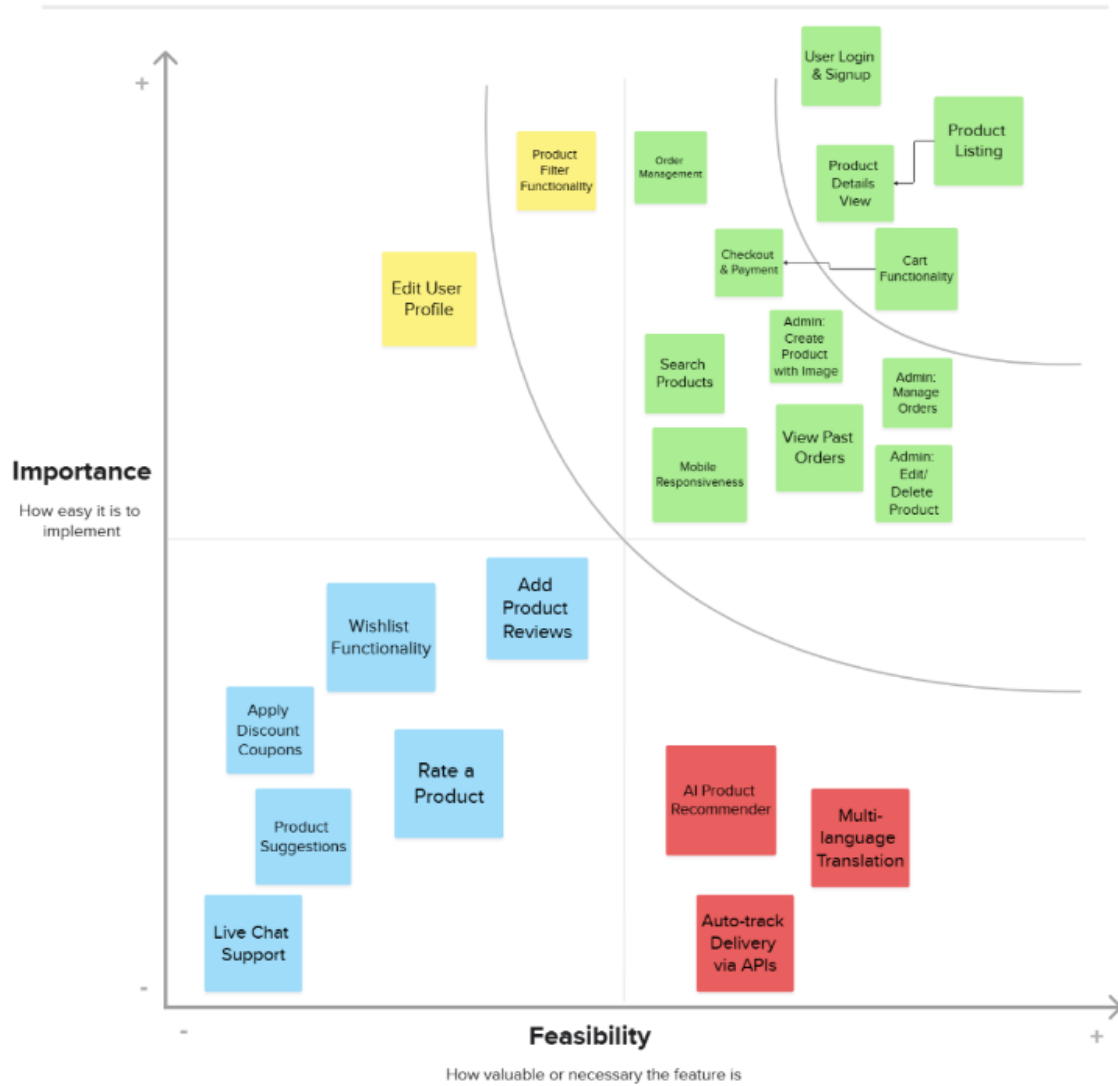 +
User Login
& Signup
Product
Listing
Product
Filter
Functionality
Order
Management
Product
Details
View
Edit User
Profile
Checkout
& Payment
Cart
Functionality
Search
Products
Admin:
Create
Product
with Image
Admin:
Manage
Orders
Mobile
Responsiveness
View Past
Orders
Admin:
Edit/
Delete
Product
Importance
How easy it is to
implement
Wishlist
Functionality
Add
Product
Reviews
Apply
Discount
Coupons
Rate a
Product
Product
Suggestions
Live Chat
Support
AI Product
Recommender
Multi-
language
Translation
Auto-track
Delivery
via APIs
-
-
Feasibility
+
How valuable or necessary the feature is